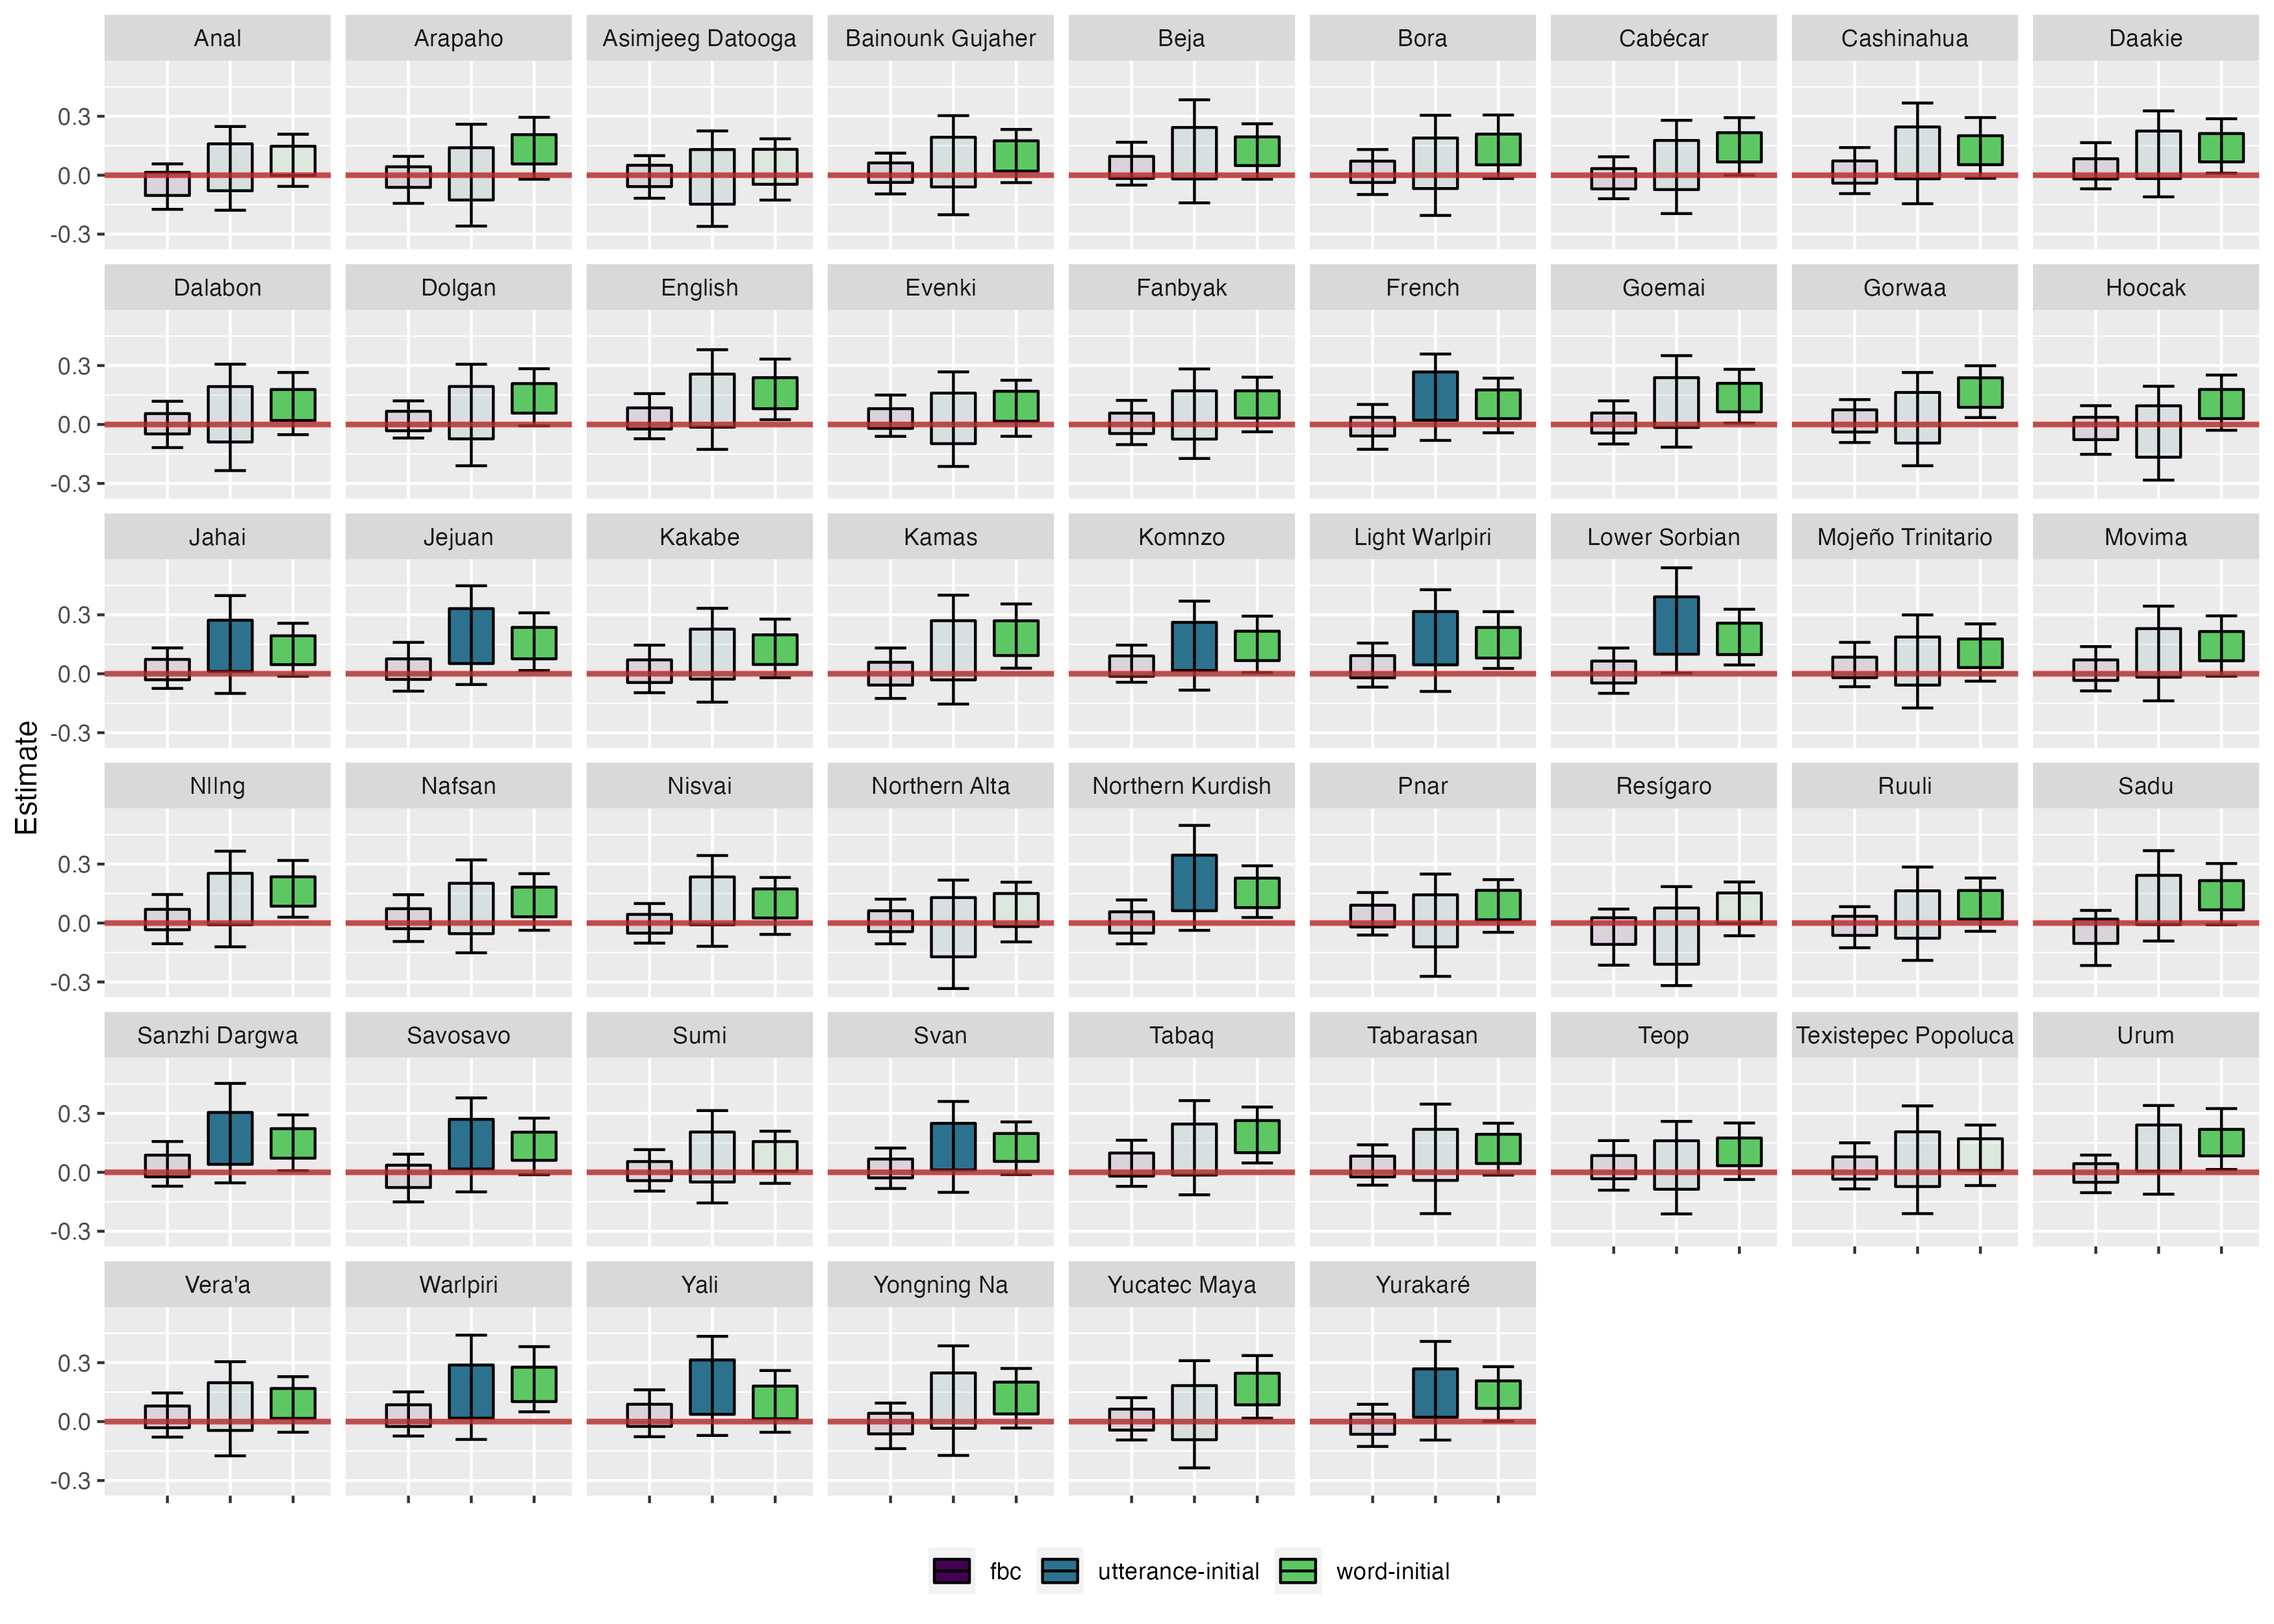 Anal Arapaho Asimjeeg Datooga Bainounk Gujaher Beja Bora Cabécar Cashinahua Daakie
0.3
0.0
-0.3
Dalabon Dolgan English Evenki Fanbyak French Goemai Gorwaa Hoocak
0.3
0.0
-0.3
Jahai Jejuan Kakabe Kamas Komnzo Light Warlpiri Lower Sorbian Mojeño Trinitario Movima
0.3
0.0
-0.3
Estimate
NllNg Nafsan Nisvai Northern Alta Northern Kurdish Pnar Resígaro Ruuli Sadu
0.3
0.0
-0.3
Sanzhi Dargwa Savosavo Sumi Svan Tabaq Tabarasan Teop Texistepec Popoluca Urum
0.3
0.0
-0.3
Vera'a Warlpiri Yali Yongning Na Yucatec Maya Yurakaré
0.3
0.0
-0.3
fbc utterance-initial word-initial